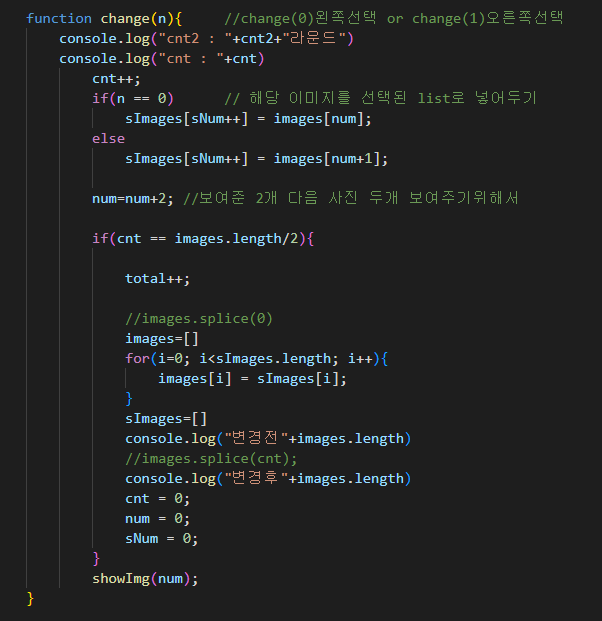 function change(n){     //change(0)왼쪽선택 or change(1)오른쪽선택
    console.log("cnt2 : "+cnt2+"라운드")
    console.log("cnt : "+cnt)
        cnt++;
        if(n == 0)      // 해당 이미지를 선택된 list로 넣어두기
            sImages[sNum++] = images[num];
        else
            sImages[sNum++] = images[num+1];
        num=num+2; //보여준 2개 다음 사진 두개 보여주기위해서
        if(cnt == images.length/2){
            total++;
            //images.splice(0)
            images=[]
            for(i=0; i<sImages.length; i++){
                images[i] = sImages[i];
            }
            sImages=[]
            console.log("변경전"+images.length)
            //images.splice(cnt);
            console.log("변경후"+images.length)
            cnt = 0;
            num = 0;
            sNum = 0;
        }
        showImg(num);
}